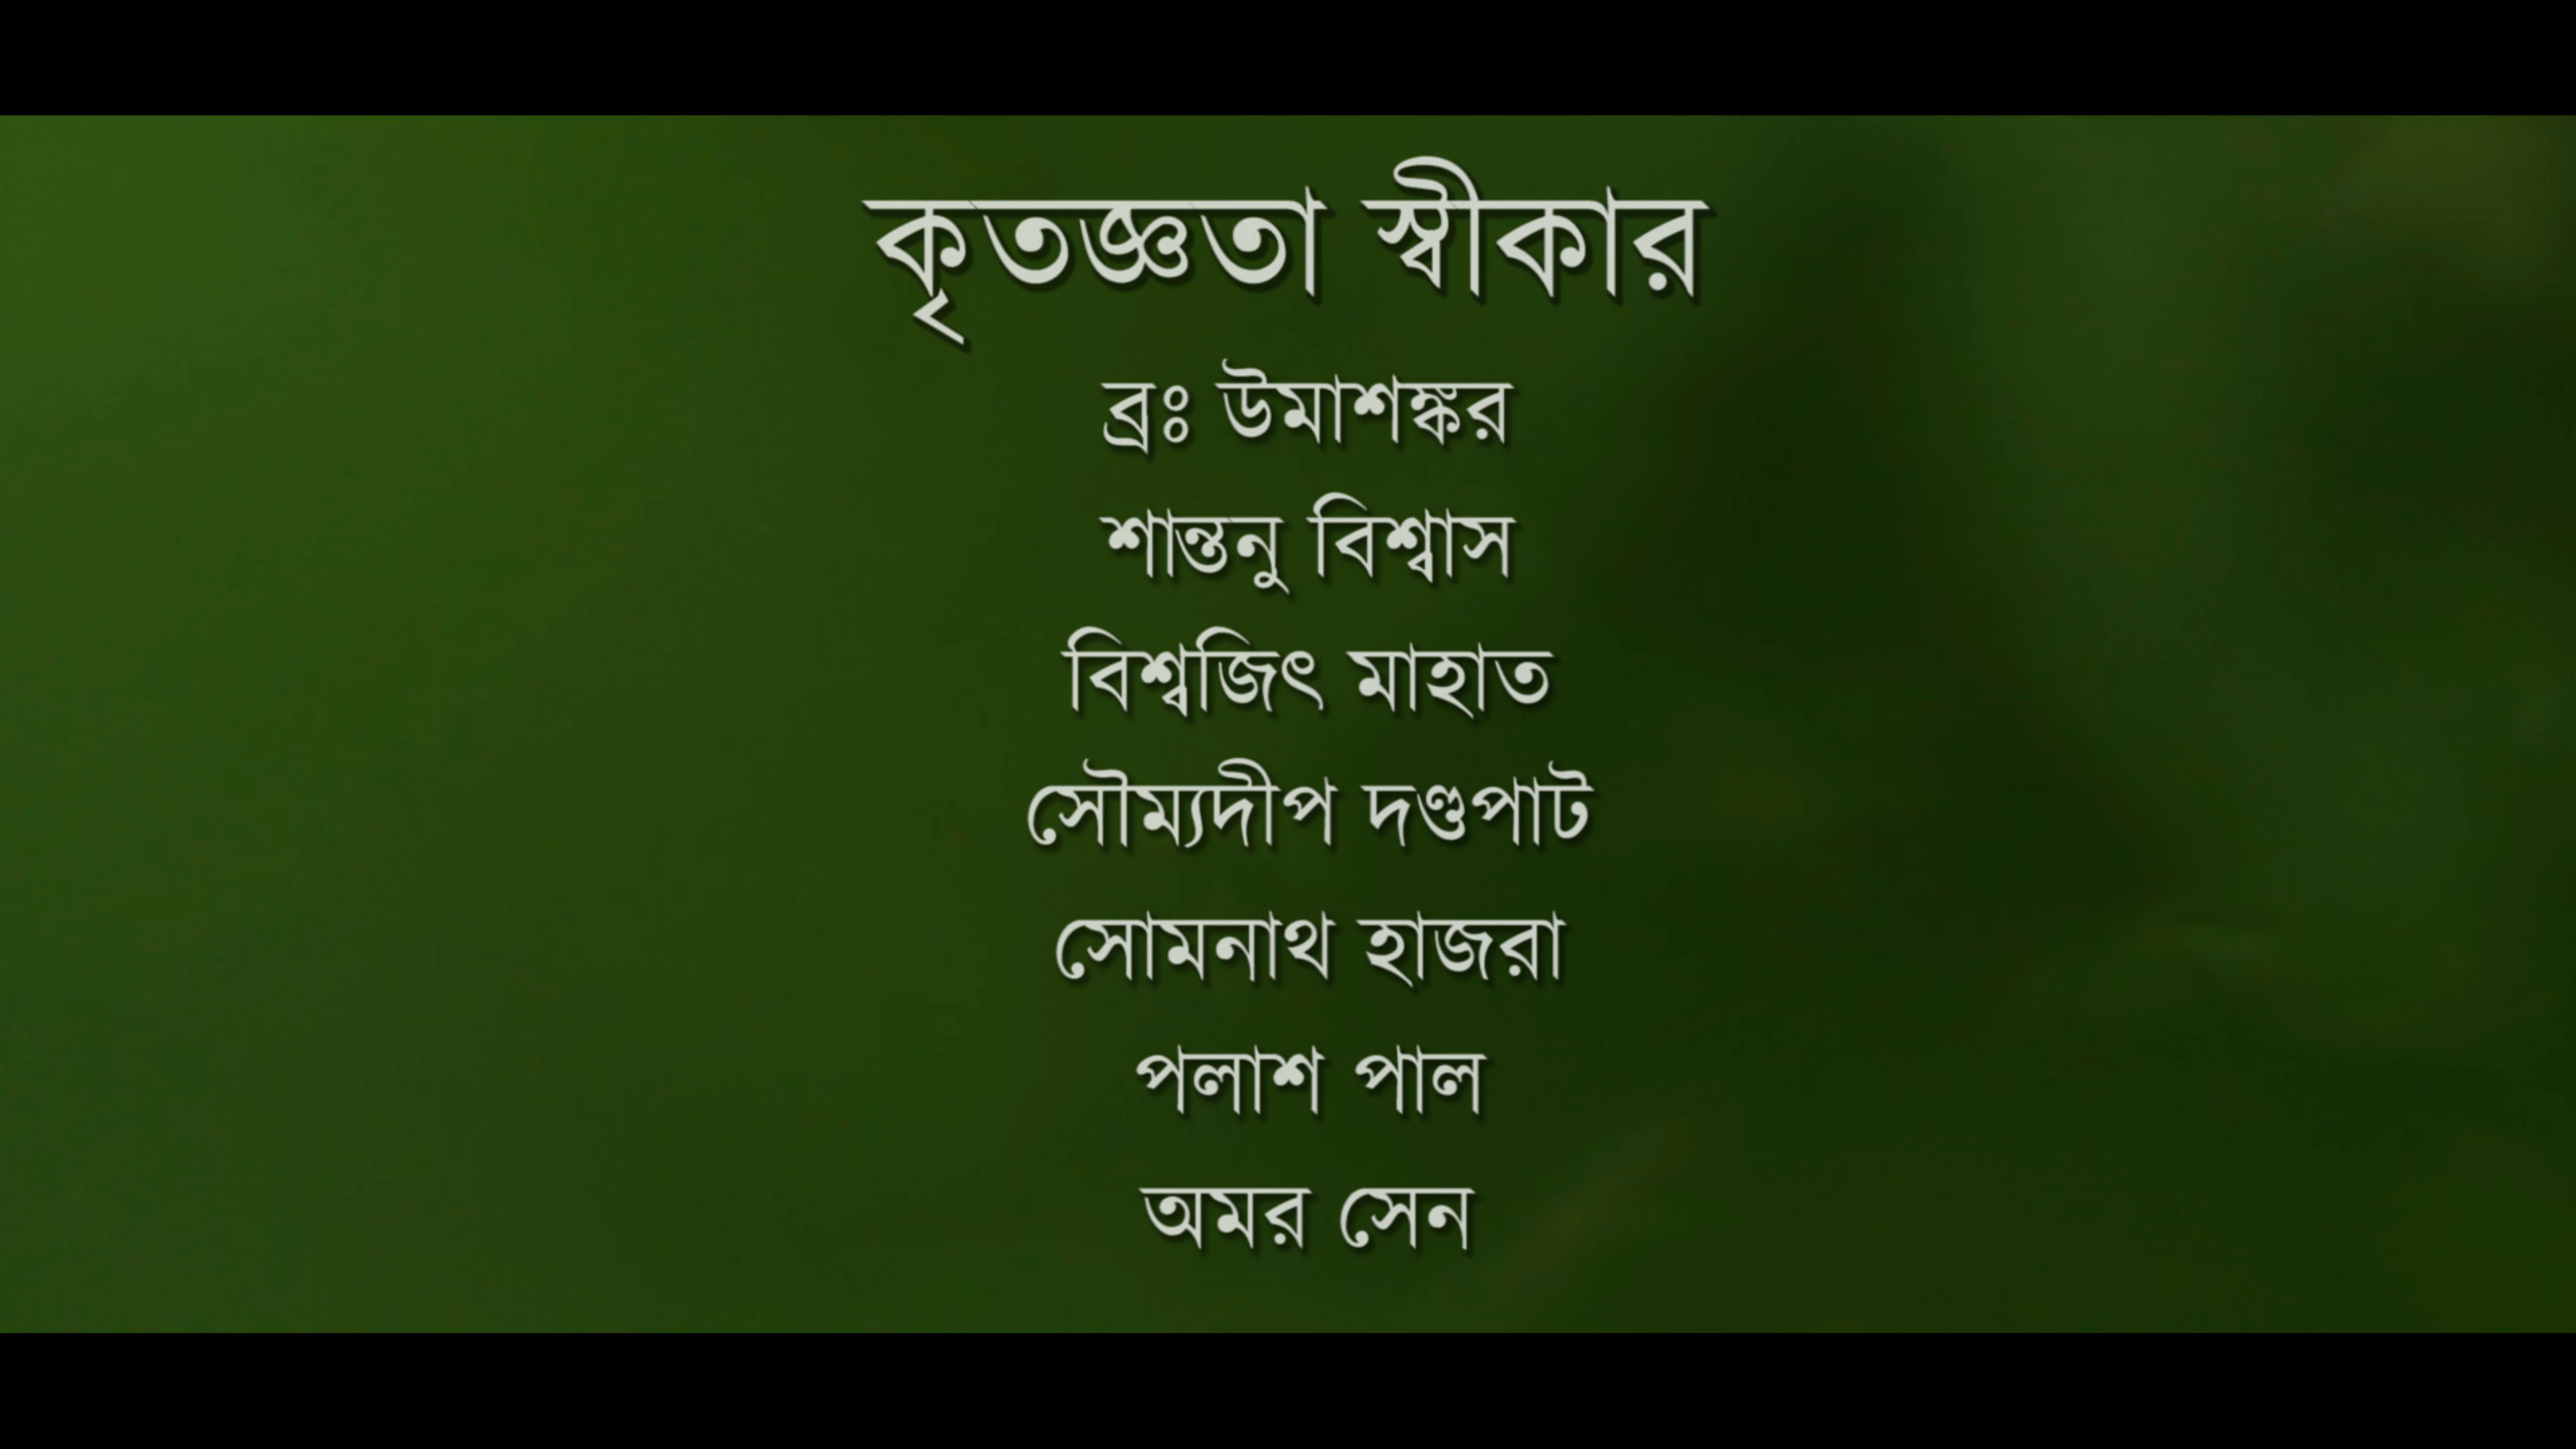 কৃতজ্ঞতা স্বীকার
ব্রঃ উমাশঙ্কর
শান্তনু বিশ্বাস
বিশ্বজিৎ মাহাত
সৌম্যদীপ দণ্ডপাট
সোমনাথ হাজরা
পলাশ পাল
অমর সেন